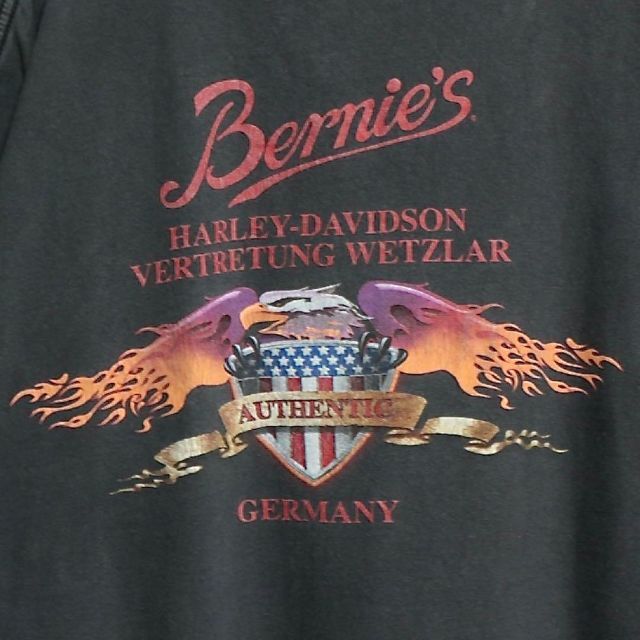 Bernie's
HARLEY-DAVIDSON
VERTRETUNG WETZLAR
AUTHENTIC
GERMANY